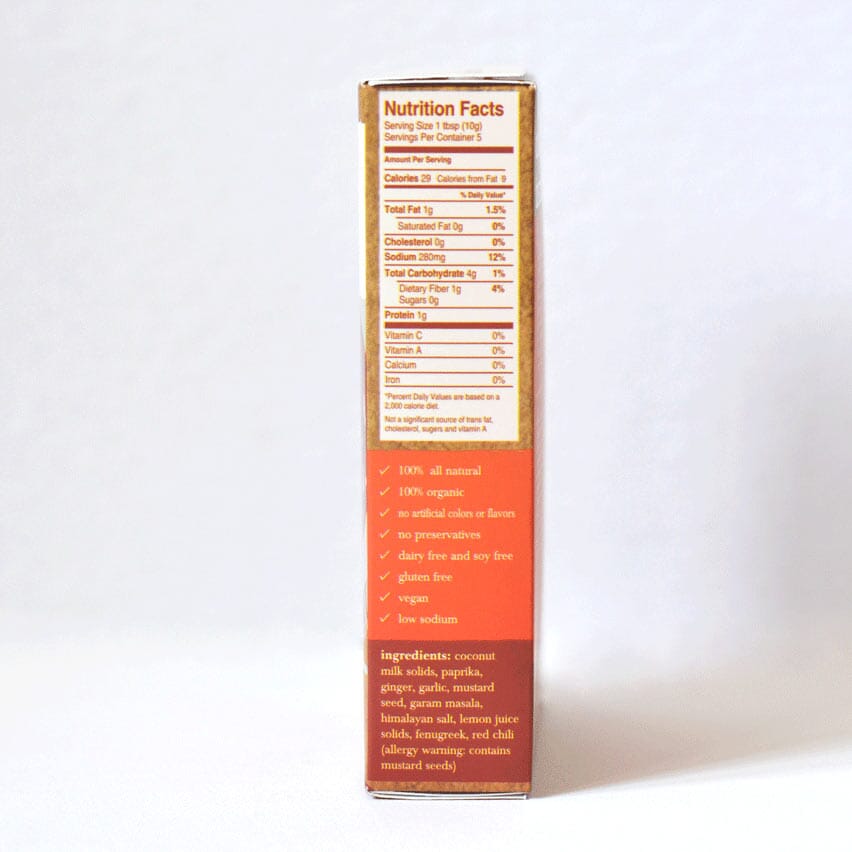 Nutrition Facts
Serving Size 1 tbsp (10g)
Servings Per Container 5
Amount Per Serving
Calories 29 Calories from Fat 9
% Daily Value*
Total Fat 1g 1.5%
Saturated Fat 0g 0%
Cholesterol 0g 0%
Sodium 280mg 12%
Total Carbohydrate 4g 1%
Dietary Fiber 1g 4%
Sugars 0g
Protein 1g
Vitamin C 0%
Vitamin A 0%
Calcium 0%
Iron 0%
*Percent Daily Values are based on a
2,000 calorie diet.
Not a significant source of trans fat,
cholesterol, sugars and vitamin A
✓ 100% all natural
✓ 100% organic
✓ no artificial colors or flavors
✓ no preservatives
✓ dairy free and soy free
✓ gluten free
✓ vegan
✓ low sodium
ingredients: coconut
milk solids, paprika,
ginger, garlic, mustard
seed, garam masala,
himalayan salt, lemon juice
solids, fenugreek, red chili
(allergy warning: contains
mustard seeds)